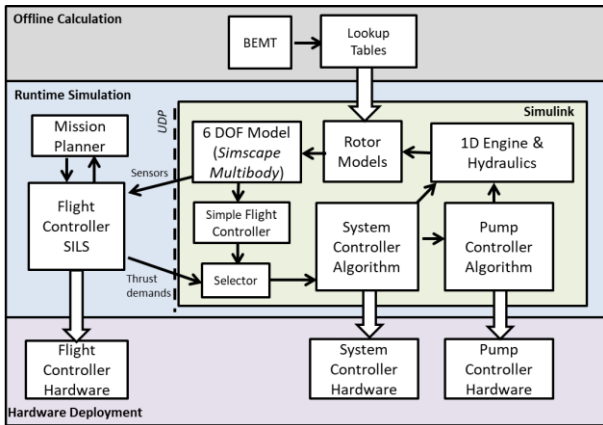 Offline Calculation
BEMT
Lookup
Tables
Runtime Simulation
UDP
Simulink
Mission
Planner
6 DOF Model
(Simscape
Multibody)
Rotor
Models
1D Engine &
Hydraulics
Sensors
Flight
Controller
SILS
Simple Flight
Controller
System
Controller
Algorithm
Pump
Controller
Algorithm
Thrust
demands
Selector
Flight
Controller
Hardware
System
Controller
Hardware
Pump
Controller
Hardware
Hardware Deployment